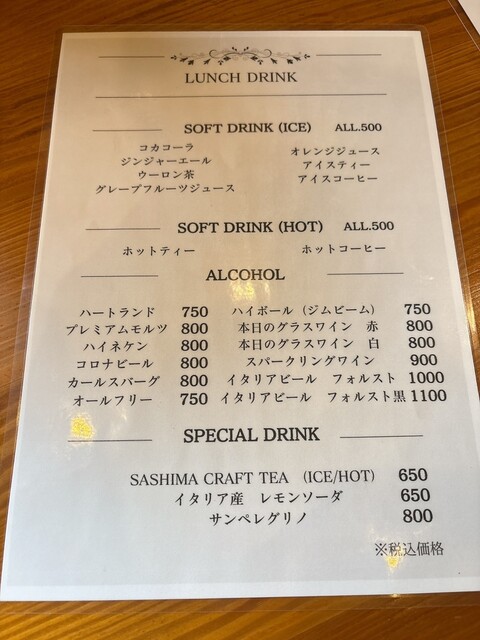 LUNCH DRINK
SOFT DRINK (ICE) ALL.500
コカコーラ オレンジジュース
ジンジャーエール アイスティー
ウーロン茶 アイスコーヒー
グレープフルーツジュース
SOFT DRINK (HOT) ALL.500
ホットティー ホットコーヒー
ALCOHOL
ハートランド 750 ハイボール（ジムビーム） 750
プレミアムモルツ 800 本日のグラスワイン 赤 800
ハイネケン 800 本日のグラスワイン 白 800
コロナビール 800 スパークリングワイン 900
カールスバーグ 800 イタリアビール フォルスト 1000
オールフリー 750 イタリアビール フォルスト黒 1100
SPECIAL DRINK
SASHIMA CRAFT TEA (ICE/HOT) 650
イタリア産 レモンソーダ 650
サンペレグリノ 800
※税込価格